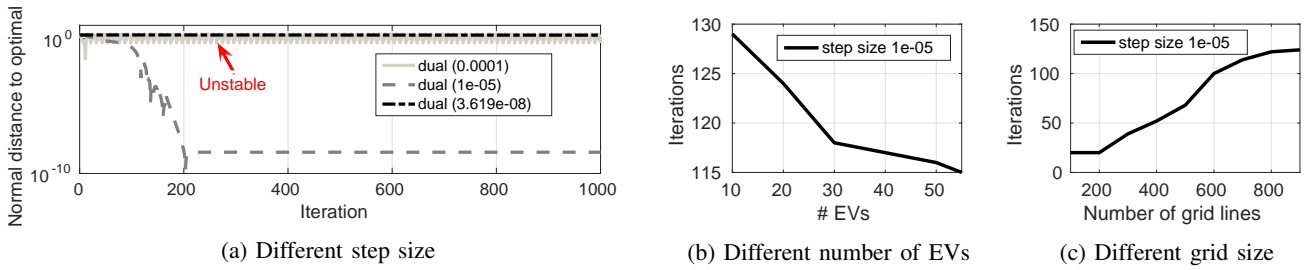 Normal distance to optimal
10^0
10^-10
0
200
400
600
800
1000
Iteration
Unstable
dual (0.0001)
dual (1e-05)
dual (3.619e-08)
(a) Different step size
Iterations
130
125
120
115
10
20
30
40
50
# EVs
step size 1e-05
(b) Different number of EVs
Iterations
150
100
50
0
200
400
600
800
Number of grid lines
step size 1e-05
(c) Different grid size